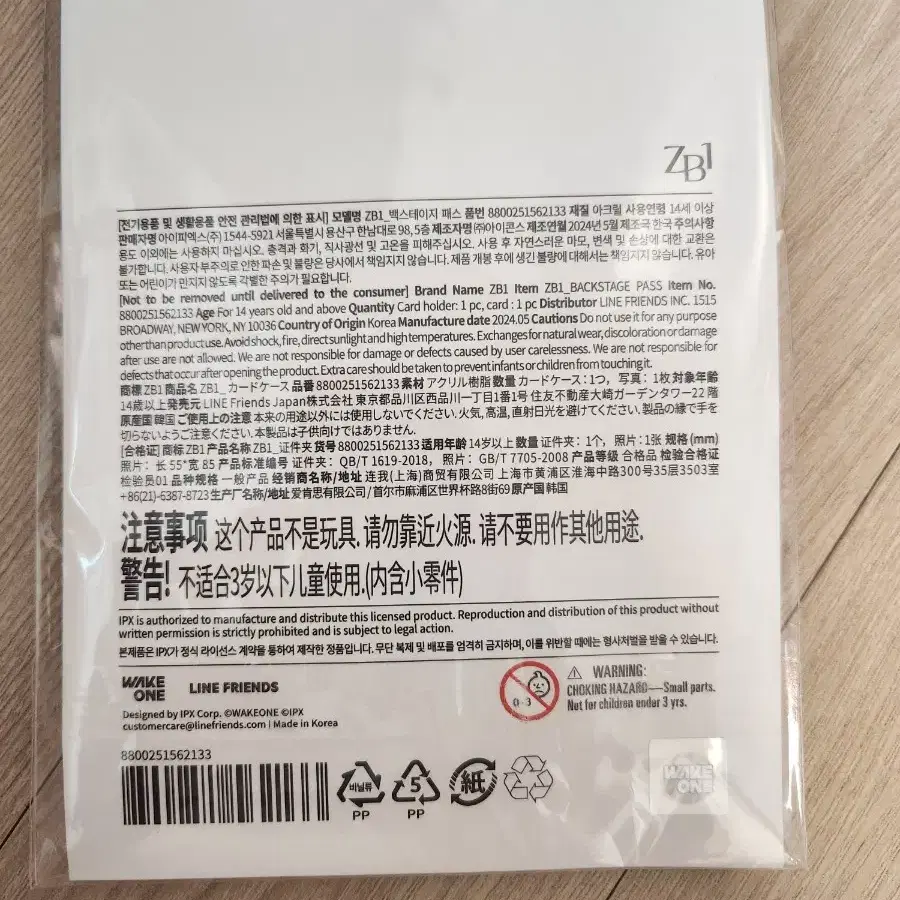 ZB1
[전기용품 및 생활용품 안전 관리법에 의한 표시] 모델명 ZB1_백스테이지 패스 품번 8800251562133 재질 아크릴 사용연령 14세 이상
판매자명 아이피엑스(주) 1544-5921 서울특별시 용산구 한남대로 98, 5층 제조자명 ㈜아이콘스 제조연월 2024년 5월 제조국 한국 주의사항
용도 이외에는 사용하지 마십시오. 충격과 화기, 직사광선 및 고온을 피해주십시오. 사용 후 자연스러운 마모, 변색 및 손상에 대한 교환은
불가합니다. 사용자 부주의로 인한 파손 및 불량은 당사에서 책임지지 않습니다. 제품 개봉 후에 생긴 불량에 대해서는 책임지지 않습니다. 유아
또는 어린이가 만지지 않도록 각별한 주의가 필요합니다.
[Not to be removed until delivered to the consumer] Brand Name ZB1 Item ZB1_BACKSTAGE PASS Item No.
8800251562133 Age For 14 years old and above Quantity Card holder: 1 pc, card : 1 pc Distributor LINE FRIENDS INC. 1515
BROADWAY, NEW YORK, NY 10036 Country of Origin Korea Manufacture date 2024.05 Cautions Do not use it for any purpose
other than product use. Avoid shock, fire, direct sunlight and high temperatures. Exchanges for natural wear, discoloration or damage
after use are not allowed. We are not responsible for damage or defects caused by user carelessness. We are not responsible for
defects that occur after opening the product. Extra care should be taken to prevent infants or children from touching it.
商標 ZB1 商品名 ZB1_ カードケース 品番 8800251562133 素材 アクリル樹脂 数量 カードケース : 1つ, 写真 : 1枚 対象年齢
14歳以上 発売元 LINE Friends Japan株式会社 東京都品川区西品川一丁目1番1号 住友不動産大崎ガーデンタワー22 階
原産国 韓国 ご使用上の注意 本来の用途以外には使用しないでください. 火気, 高温, 直射日光を避けてください. 製品の縁で手を
切らないようご注意ください. 本製品は子供向けではありません.
[合格证] 商标 ZB1 产品名称 ZB1_证件夹 货号 8800251562133 适用年龄 14岁以上 数量 证件夹: 1个, 照片 :1张 规格 (mm)
照片: 长 55*宽 85 产品标准编号 证件夹: QB/T 1619-2018, 照片: GB/T 7705-2008 产品等级 合格品 检验合格证
检验员01 品种规格 一般产品 经销商名称/地址 连我(上海)商贸有限公司 上海市黄浦区淮海中路300号35层3503室
+86(21)-6387-8723 生产厂名称/地址 爱肯思有限公司/首尔市麻浦区世界杯路8街69 原产国 韩国
注意事项 这个产品不是玩具. 请勿靠近火源. 请不要用作其他用途.
警告! 不适合3岁以下儿童使用.(内含小零件)
IPX is authorized to manufacture and distribute this licensed product. Reproduction and distribution of this product without
written permission is strictly prohibited and is subject to legal action.
본제품은 IPX가 정식 라이선스 계약을 통하여 제작한 정품입니다. 무단 복제 및 배포를 엄격히 금지하며, 이를 위반할 때에는 형사처벌을 받을 수 있습니다.
WAKE
ONE
LINE FRIENDS
Designed by IPX Corp. ©WAKEONE ©IPX
customercare@linefriends.com | Made in Korea
0-3
WARNING:
CHOKING HAZARD—Small parts.
Not for children under 3 yrs.
8800251562133
비닐류
PP
5
PP
紙
WAKE
ONE